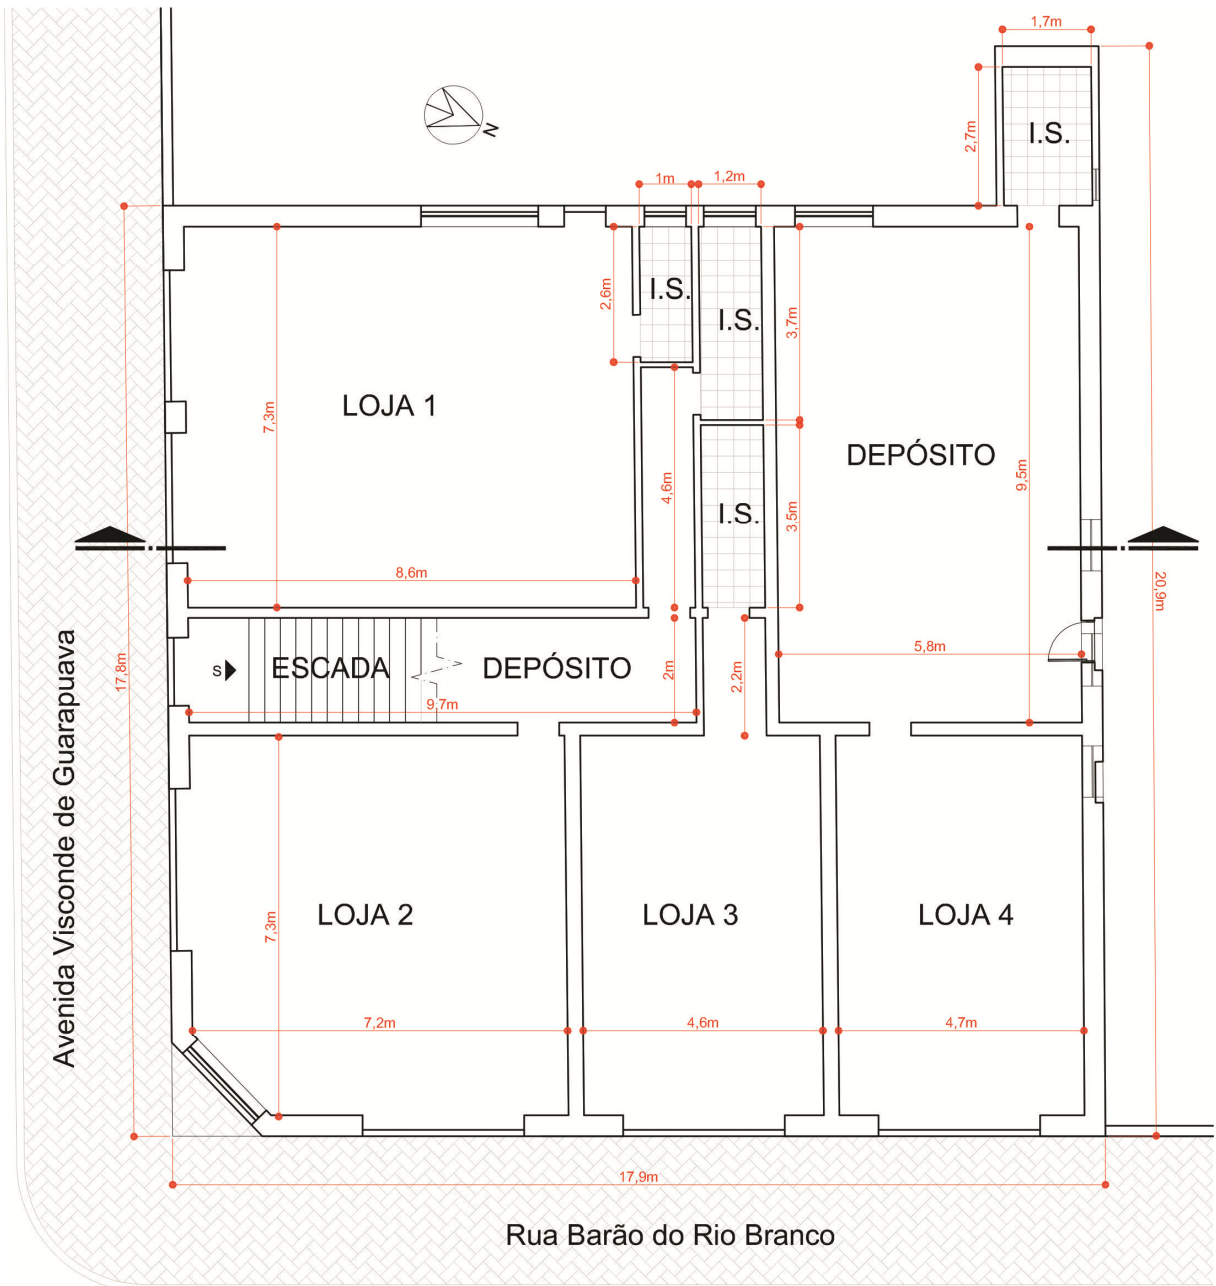 1,7m
I.S.
2,7m
N
1m
1,2m
2,6m
I.S.
I.S.
3,7m
LOJA 1
7,3m
DEPÓSITO
9,5m
4,6m
I.S.
3,5m
8,6m
20,9m
17,8m
S
ESCADA
DEPÓSITO
2m
2,2m
5,8m
9,7m
Avenida Visconde de Guarapuava
LOJA 2
LOJA 3
LOJA 4
7,3m
7,2m
4,6m
4,7m
17,9m
Rua Barão do Rio Branco